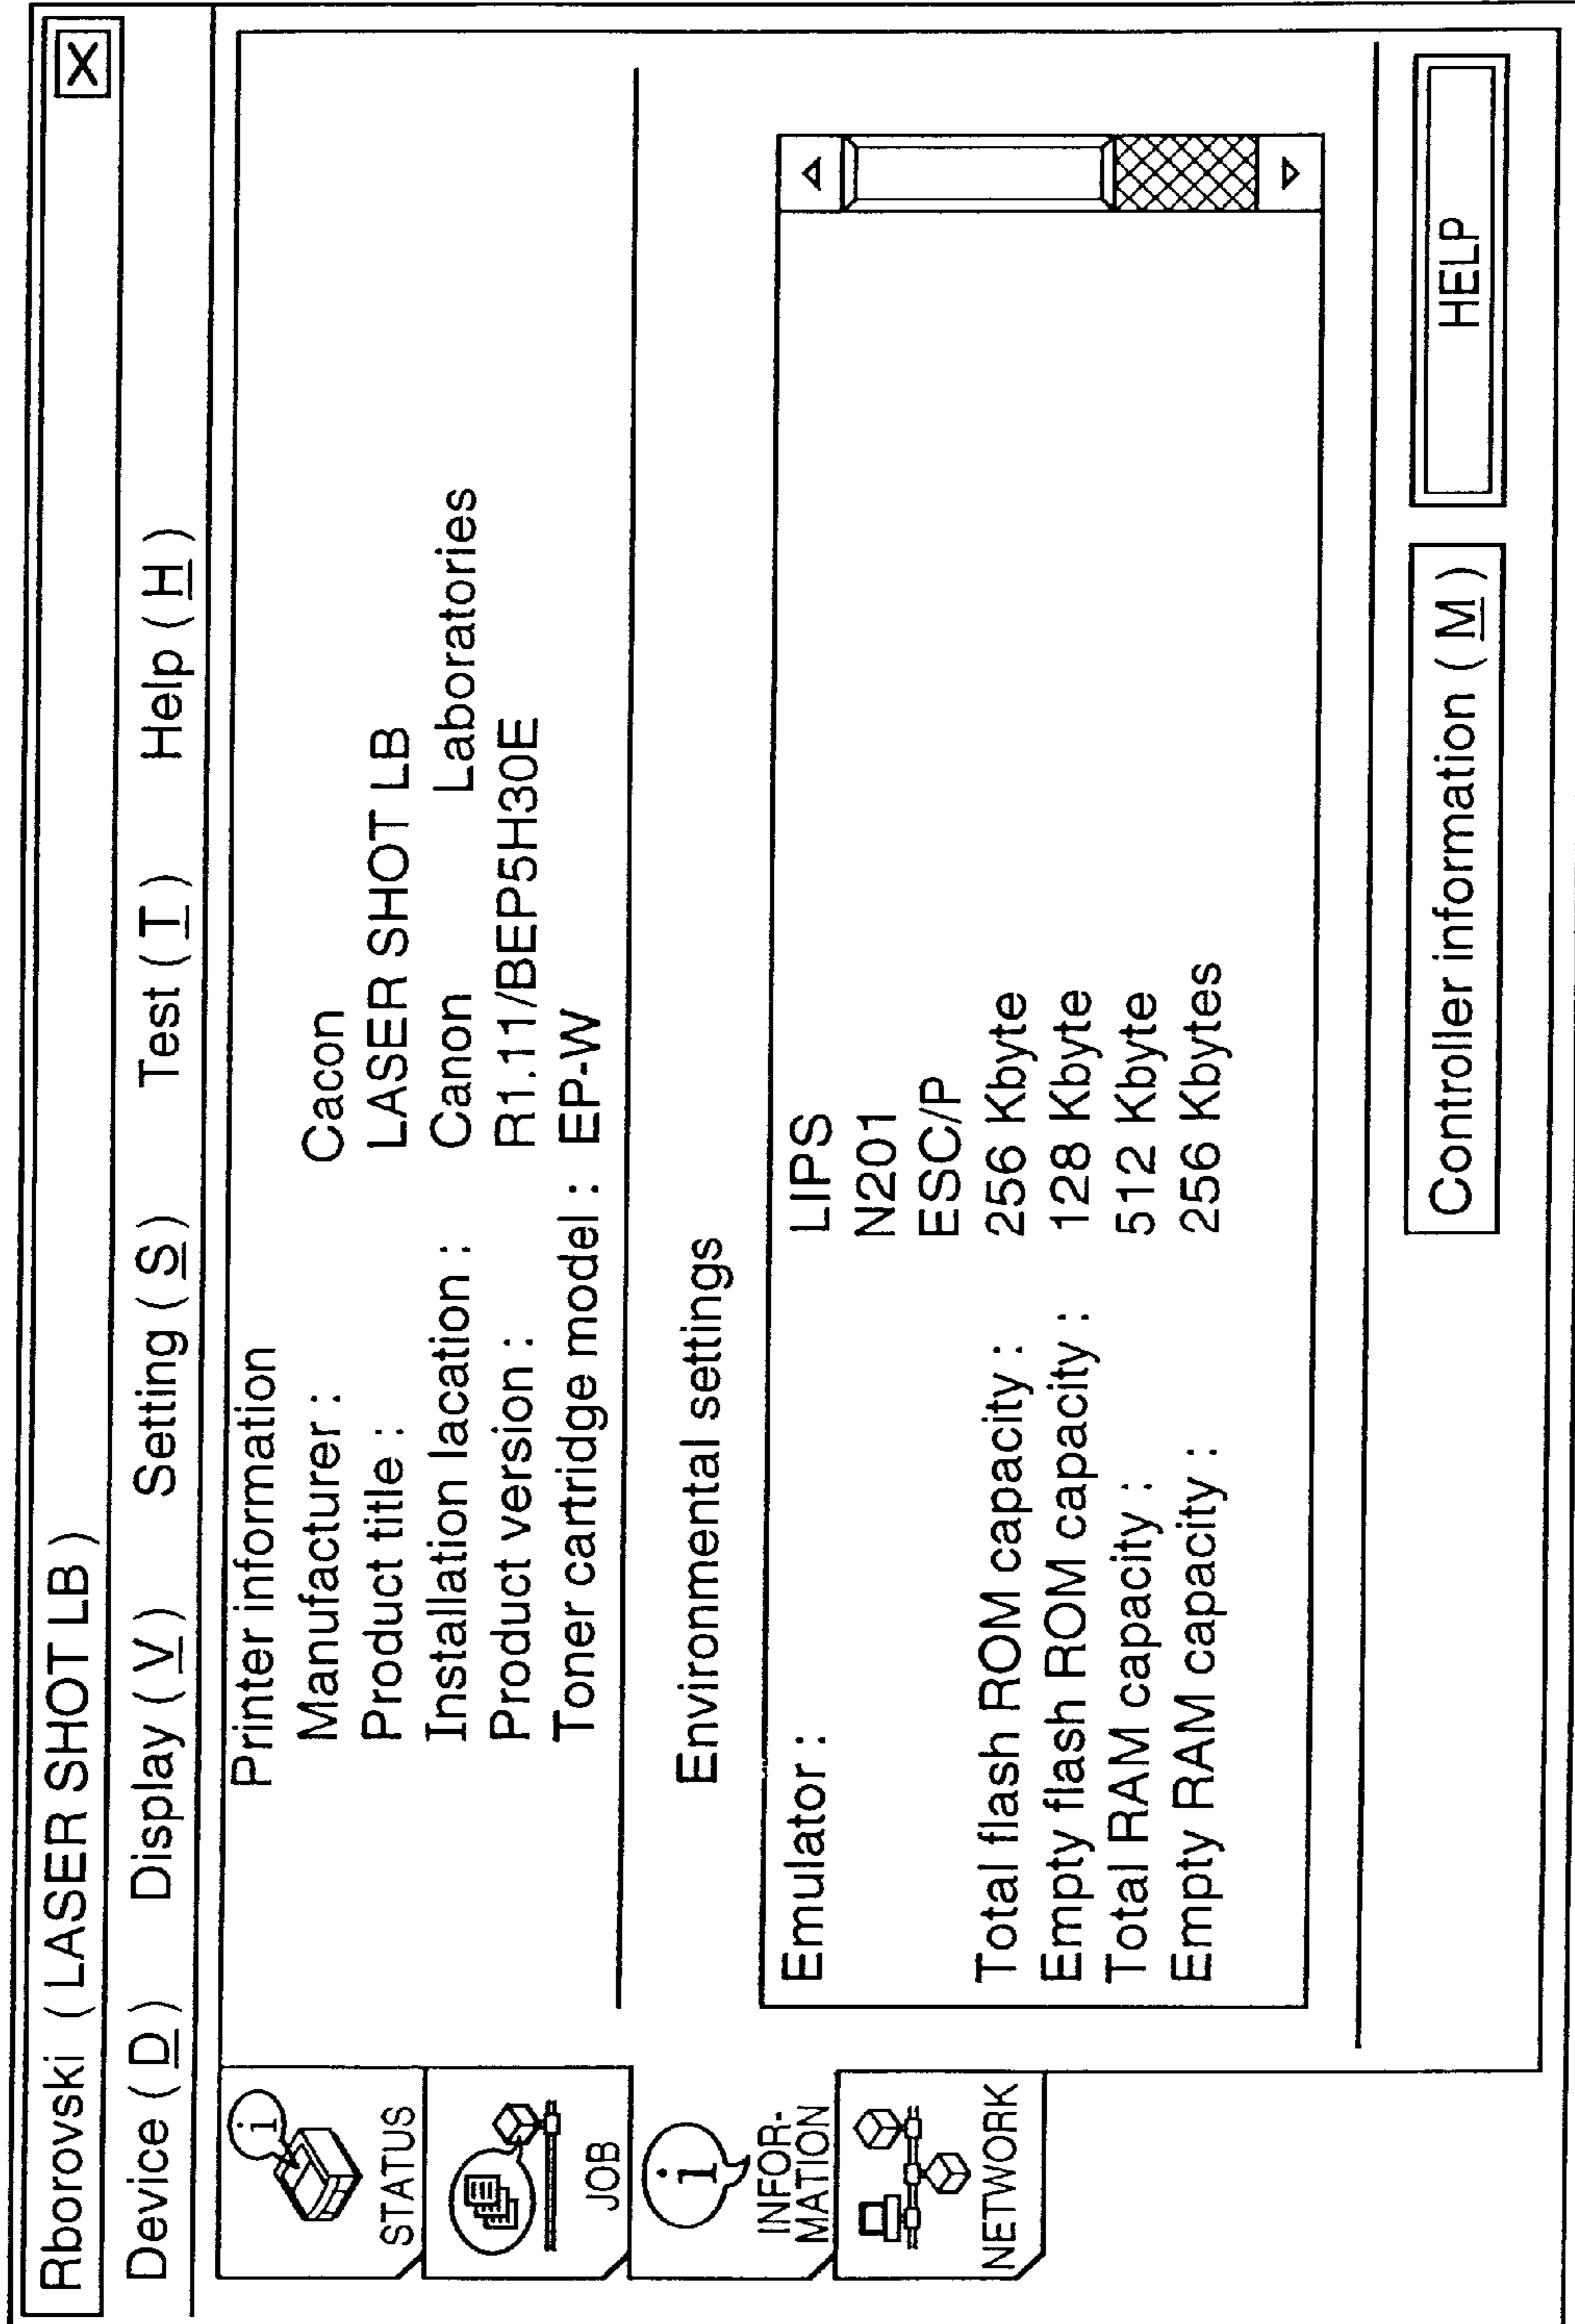 Rborovski ( LASER SHOT LB )
X
Device ( D ) Display ( V ) Setting ( S ) Test ( T ) Help ( H )
STATUS
JOB
INFOR-
MATION
NETWORK
Printer information
Manufacturer : Cacon
Product title : LASER SHOT LB
Installation lacation : Canon Laboratories
Product version : R1.11/BEP5H30E
Toner cartridge model : EP-W
Environmental settings
Emulator : LIPS
N201
ESC/P
Total flash ROM capacity : 256 Kbyte
Empty flash ROM capacity : 128 Kbyte
Total RAM capacity : 512 Kbyte
Empty RAM capacity : 256 Kbytes
Controller information ( M ) HELP